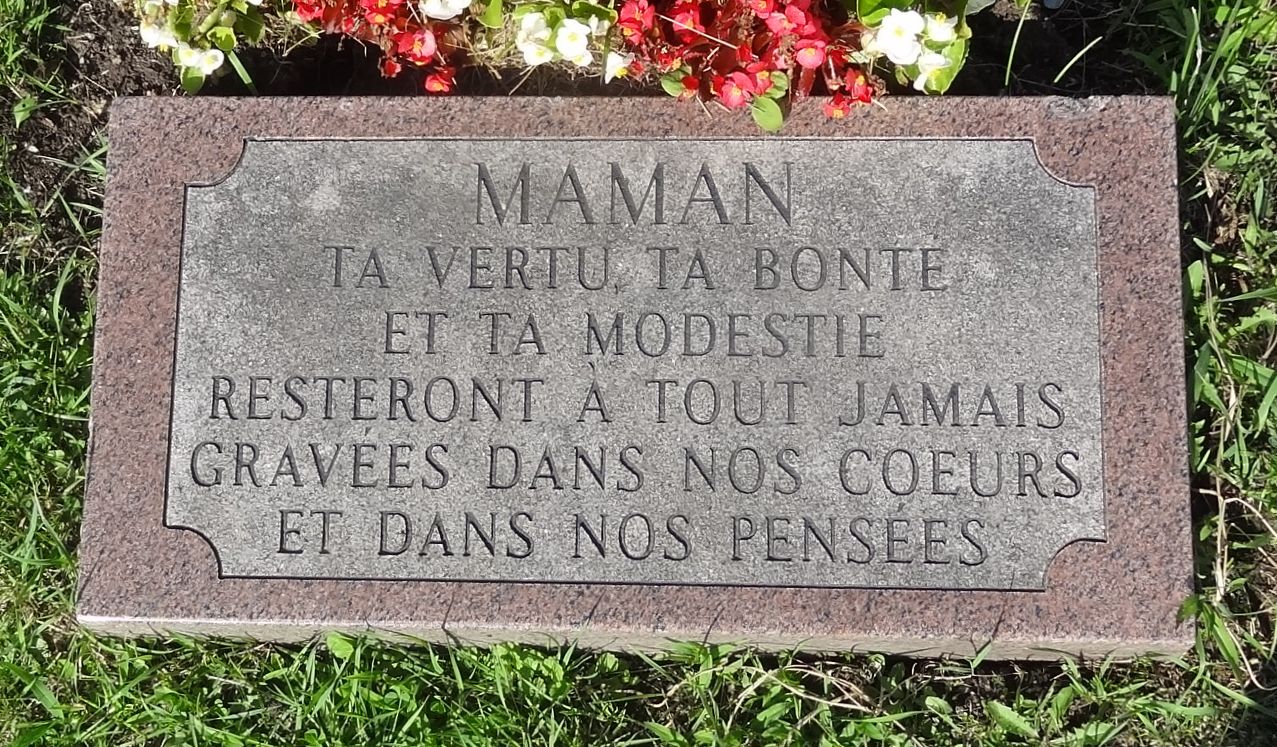 MAMAN
TA VERTU, TA BONTÉ
ET TA MODESTIE
RESTERONT À TOUT JAMAIS
GRAVÉES DANS NOS COEURS
ET DANS NOS PENSÉES